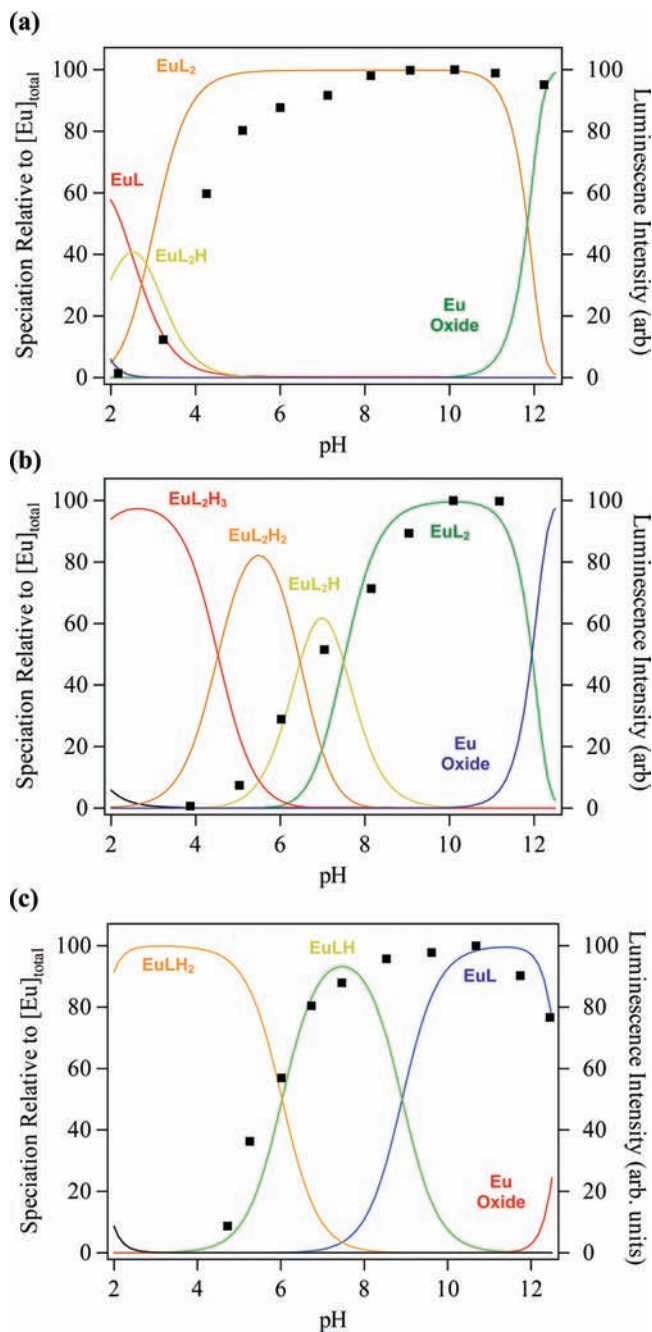 (a)
Speciation Relative to [Eu]total
100
80
60
40
20
0
EuL2
EuL
EuL2H
Eu
Oxide
100
80
60
40
20
0
Luminescene Intensity (arb)
2
4
6
8
10
12
pH
(b)
Speciation Relative to [Eu]total
100
80
60
40
20
0
EuL2H3
EuL2H2
EuL2H
EuL2
Eu
Oxide
100
80
60
40
20
0
Luminescence Intensity (arb)
2
4
6
8
10
12
pH
(c)
Speciation Relative to [Eu]total
100
80
60
40
20
0
EuLH2
EuLH
EuL
Eu
Oxide
100
80
60
40
20
0
Luminescence Intensity (arb. units)
2
4
6
8
10
12
pH